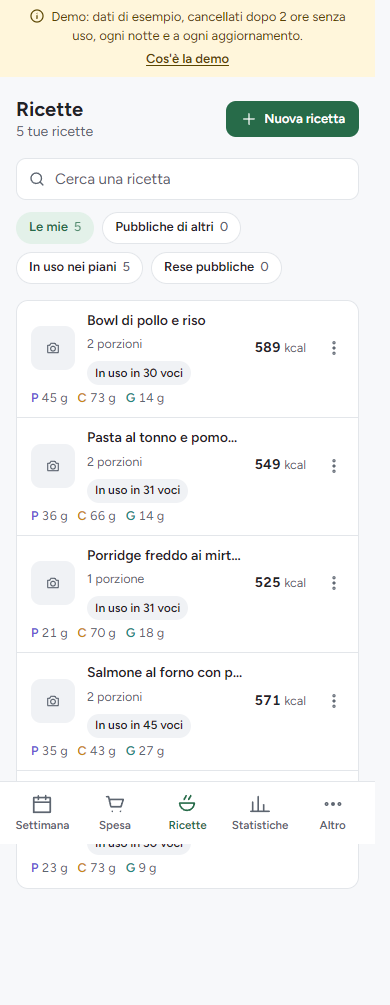 Demo: dati di esempio, cancellati dopo 2 ore senza
uso, ogni notte e a ogni aggiornamento.
Cos'è la demo
Ricette
5 tue ricette
Nuova ricetta
Cerca una ricetta
Le mie 5
Pubbliche di altri 0
In uso nei piani 5
Rese pubbliche 0
Bowl di pollo e riso
2 porzioni
589 kcal
In uso in 30 voci
P 45 g C 73 g G 14 g
Pasta al tonno e pomo...
2 porzioni
549 kcal
In uso in 31 voci
P 36 g C 66 g G 14 g
Porridge freddo ai mirt...
1 porzione
525 kcal
In uso in 31 voci
P 21 g C 70 g G 18 g
Salmone al forno con p...
2 porzioni
571 kcal
In uso in 45 voci
P 35 g C 43 g G 27 g
Settimana
Spesa
Ricette
Statistiche
Altro
P 23 g C 73 g G 9 g